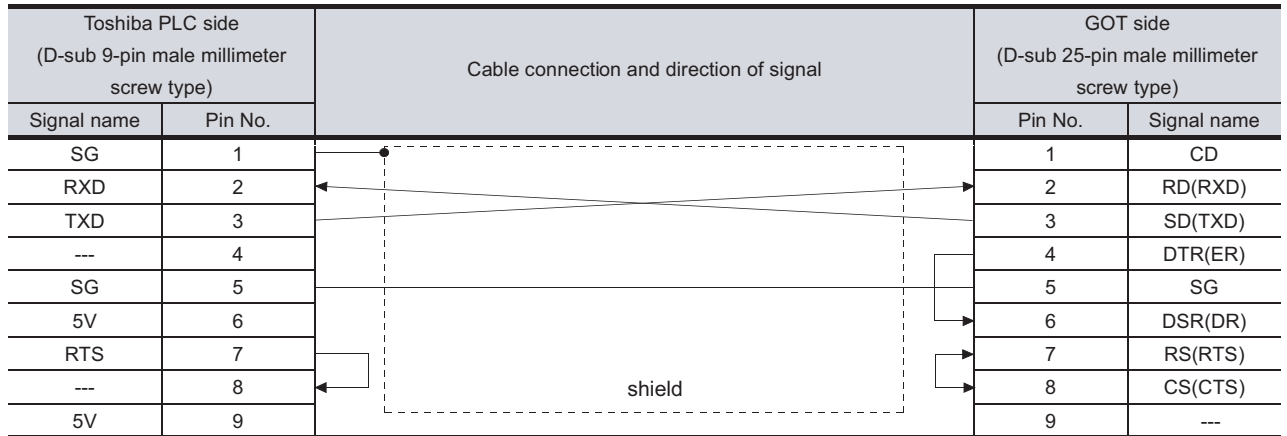 Toshiba PLC side
(D-sub 9-pin male millimeter
screw type)
Cable connection and direction of signal
GOT side
(D-sub 25-pin male millimeter
screw type)
Signal name Pin No. Pin No. Signal name
SG 1 1 CD
RXD 2 2 RD(RXD)
TXD 3 3 SD(TXD)
--- 4 4 DTR(ER)
SG 5 5 SG
5V 6 6 DSR(DR)
RTS 7 7 RS(RTS)
--- 8 shield 8 CS(CTS)
5V 9 9 ---